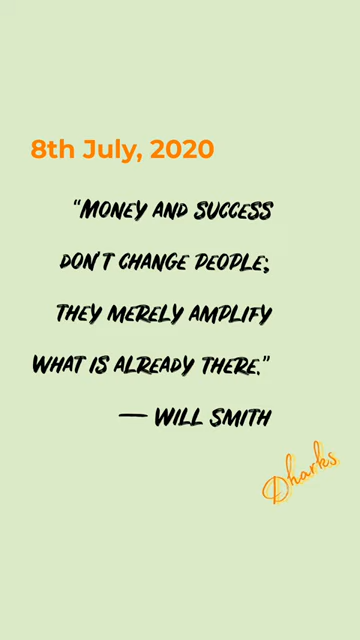 8th July, 2020
“MONEY AND SUCCESS
DON'T CHANGE PEOPLE;
THEY MERELY AMPLIFY
WHAT IS ALREADY THERE.”
— WILL SMITH
Dharks